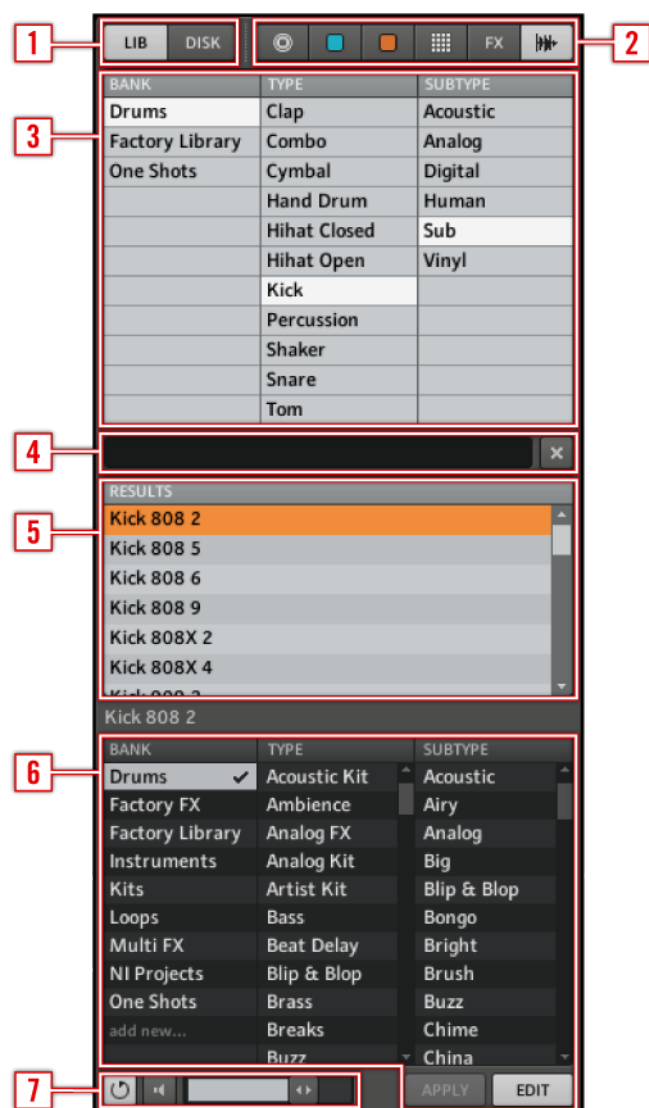 1 LIB DISK FX 2
BANK TYPE SUBTYPE
3
Drums Clap Acoustic
Factory Library Combo Analog
One Shots Cymbal Digital
Hand Drum Human
Hihat Closed Sub
Hihat Open Vinyl
Kick
Percussion
Shaker
Snare
Tom
4
RESULTS
5
Kick 808 2
Kick 808 5
Kick 808 6
Kick 808 9
Kick 808X 2
Kick 808X 4
Kick 808 2
BANK TYPE SUBTYPE
6
Drums Acoustic Kit Acoustic
Factory FX Ambience Airy
Factory Library Analog FX Analog
Instruments Analog Kit Big
Kits Artist Kit Blip & Blop
Loops Bass Bongo
Multi FX Beat Delay Bright
NI Projects Blip & Blop Brush
One Shots Brass Buzz
add new... Breaks Chime
Buzz China
7 APPLY EDIT